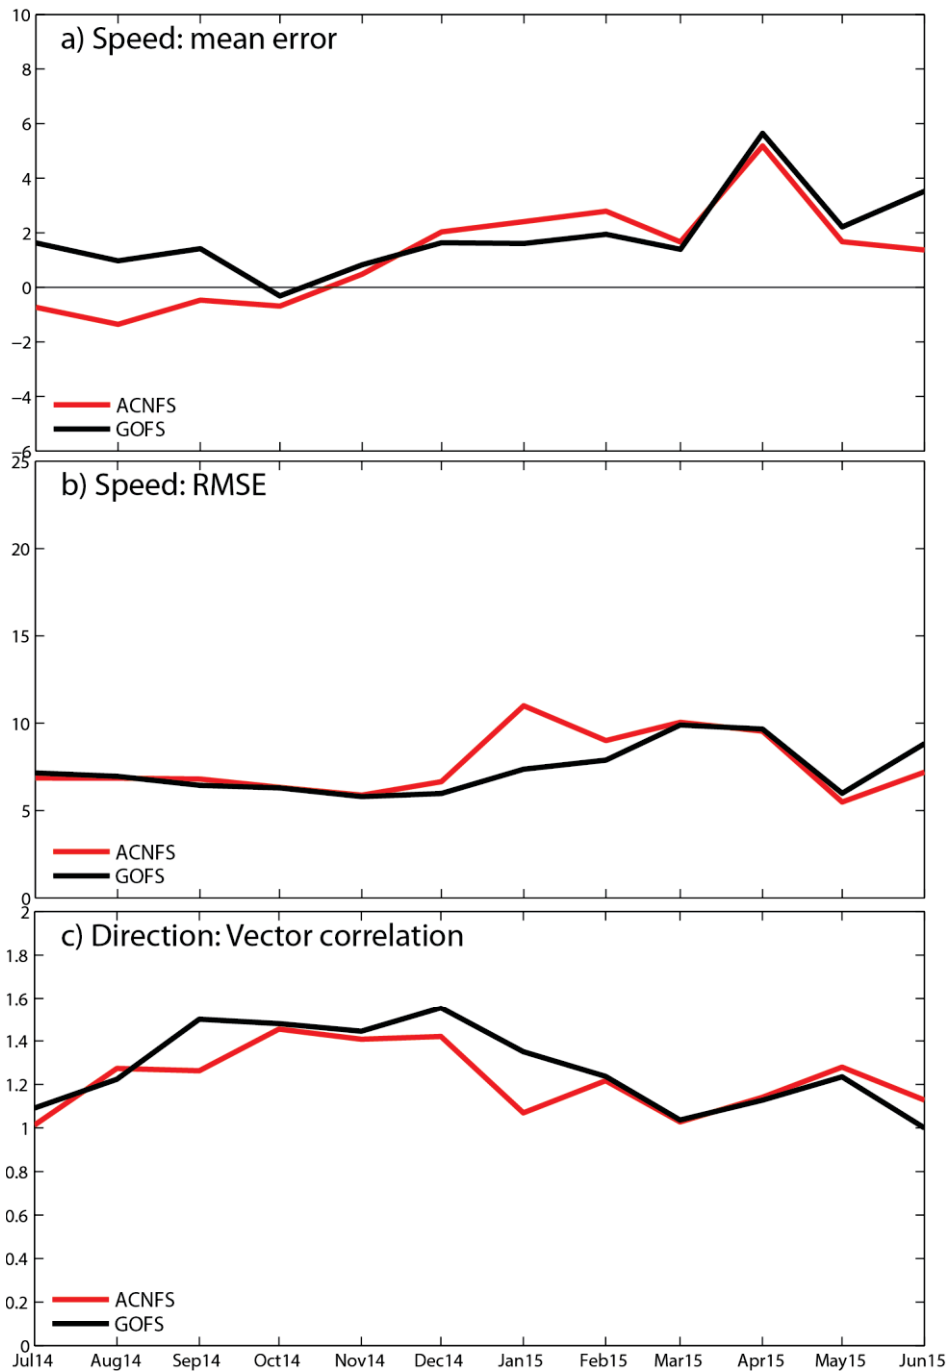 10
a) Speed: mean error
8
6
4
2
0
−2
−4
ACNFS
GOFS
−6
25
b) Speed: RMSE
20
15
10
5
ACNFS
GOFS
0
2
c) Direction: Vector correlation
1.8
1.6
1.4
1.2
1
0.8
0.6
0.4
0.2
ACNFS
GOFS
0
Jul14 Aug14 Sep14 Oct14 Nov14 Dec14 Jan15 Feb15 Mar15 Apr15 May15 Jun15